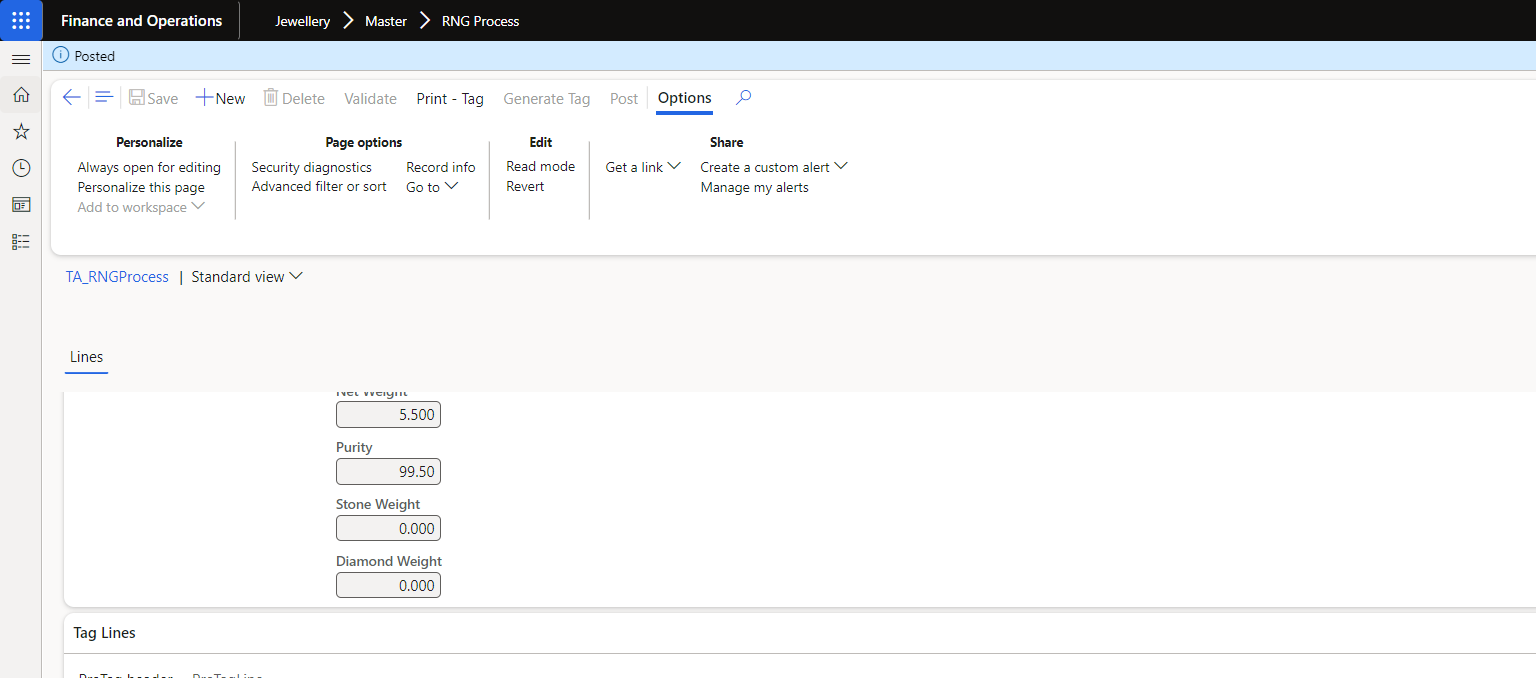 Finance and Operations Jewellery Master RNG Process
Posted
Save New Delete Validate Print - Tag Generate Tag Post Options
Personalize Page options Edit Share
Always open for editing Security diagnostics Record info Read mode Get a link Create a custom alert
Personalize this page Advanced filter or sort Go to Revert Manage my alerts
Add to workspace
TA_RNGProcess | Standard view
Lines
Net Weight
5.500
Purity
99.50
Stone Weight
0.000
Diamond Weight
0.000
Tag Lines